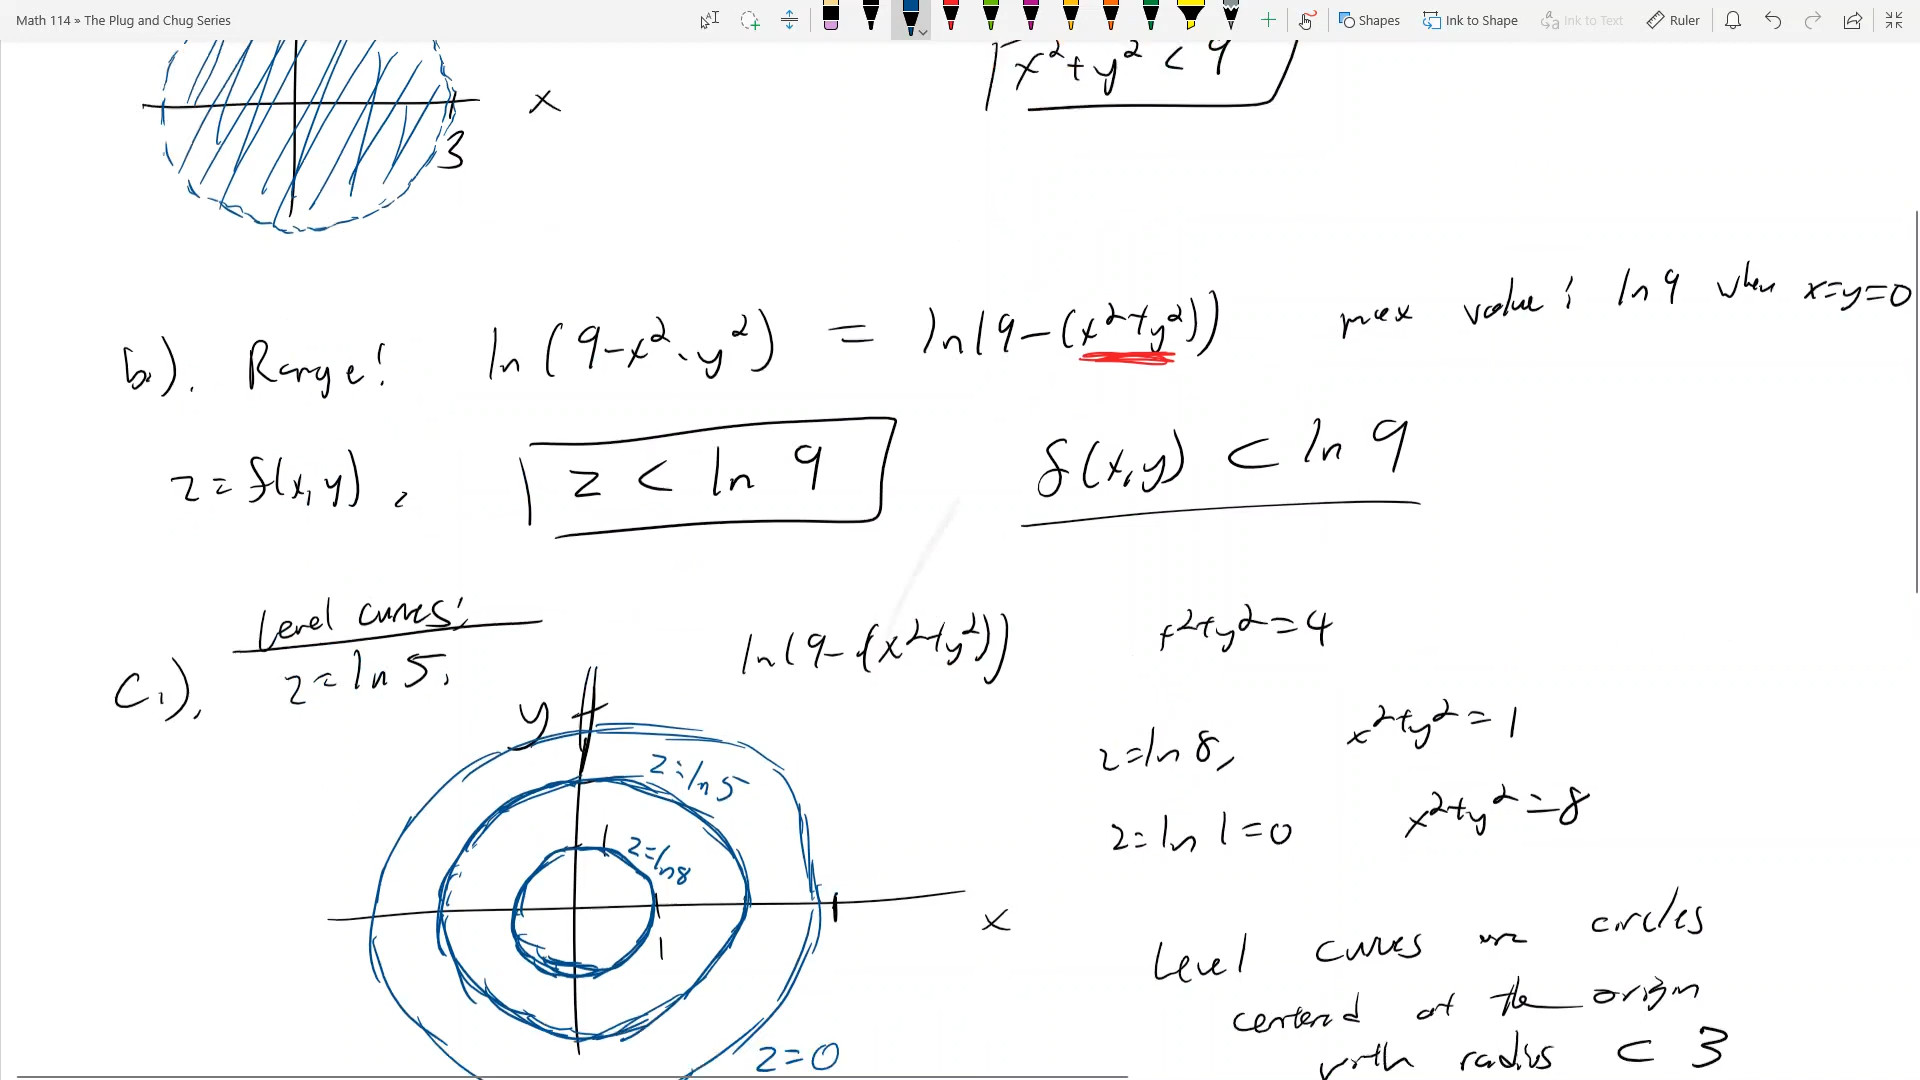 Math 114 » The Plug and Chug Series
Shapes
Ink to Shape
Ink to Text
Ruler
x² + y² < 9
x
3
max value : ln 9 when x=y=0
b.). Range: ln(9-x²-y²) = ln(9-(x²+y²))
z = f(x,y), z < ln 9 f(x,y) < ln 9
Level curves:
c.). z = ln 5, ln(9-(x²+y²)) x²+y²=4
y
z=ln 8, x²+y²=1
z=ln 5
z=ln 1=0 x²+y²=8
1
z=ln 8
x
1
Level curves are circles
centered at the origin
with radius < 3
z=0